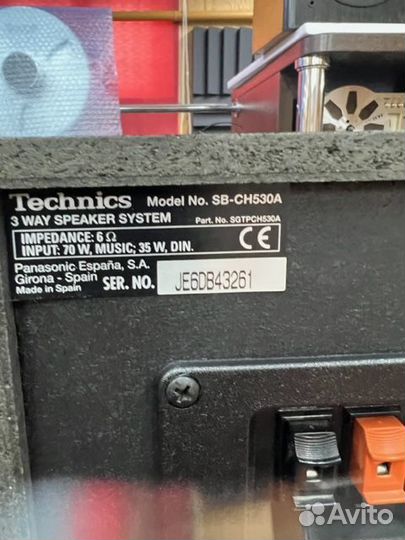 Technics Model No. SB-CH530A
3 WAY SPEAKER SYSTEM Part. No. SGTPCH530A
IMPEDANCE: 6 Ω
INPUT: 70 W, MUSIC; 35 W, DIN.
CE
Panasonic España, S.A.
Girona - Spain
Made in Spain
SER. NO. JE6DB43261
Avito